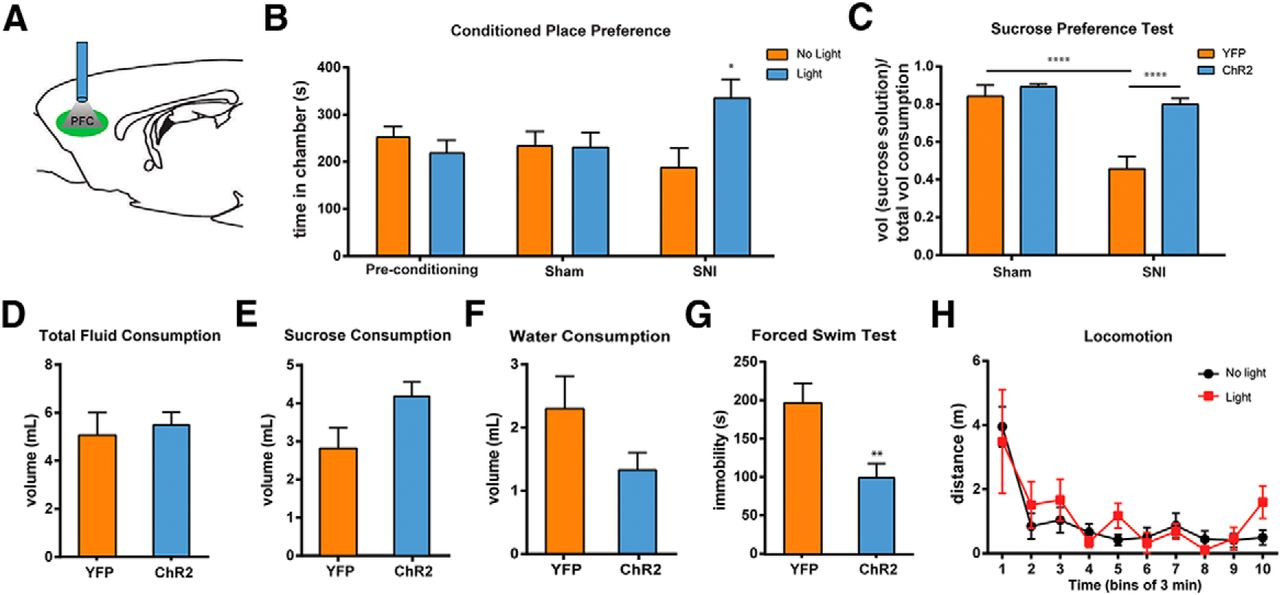 A
PFC
B
Conditioned Place Preference
No Light
Light
time in chamber (s)
400
300
200
100
0
*
Pre-conditioning
Sham
SNI
C
Sucrose Preference Test
YFP
ChR2
vol (sucrose solution)/
total vol consumption
1.0
0.8
0.6
0.4
0.2
0.0
****
****
Sham
SNI
D
Total Fluid Consumption
volume (mL)
8
6
4
2
0
YFP
ChR2
E
Sucrose Consumption
volume (mL)
5
4
3
2
1
0
YFP
ChR2
F
Water Consumption
volume (mL)
3
2
1
0
YFP
ChR2
G
Forced Swim Test
immobility (s)
250
200
150
100
50
0
**
YFP
ChR2
H
Locomotion
No light
Light
distance (m)
6
4
2
0
1 2 3 4 5 6 7 8 9 10
Time (bins of 3 min)